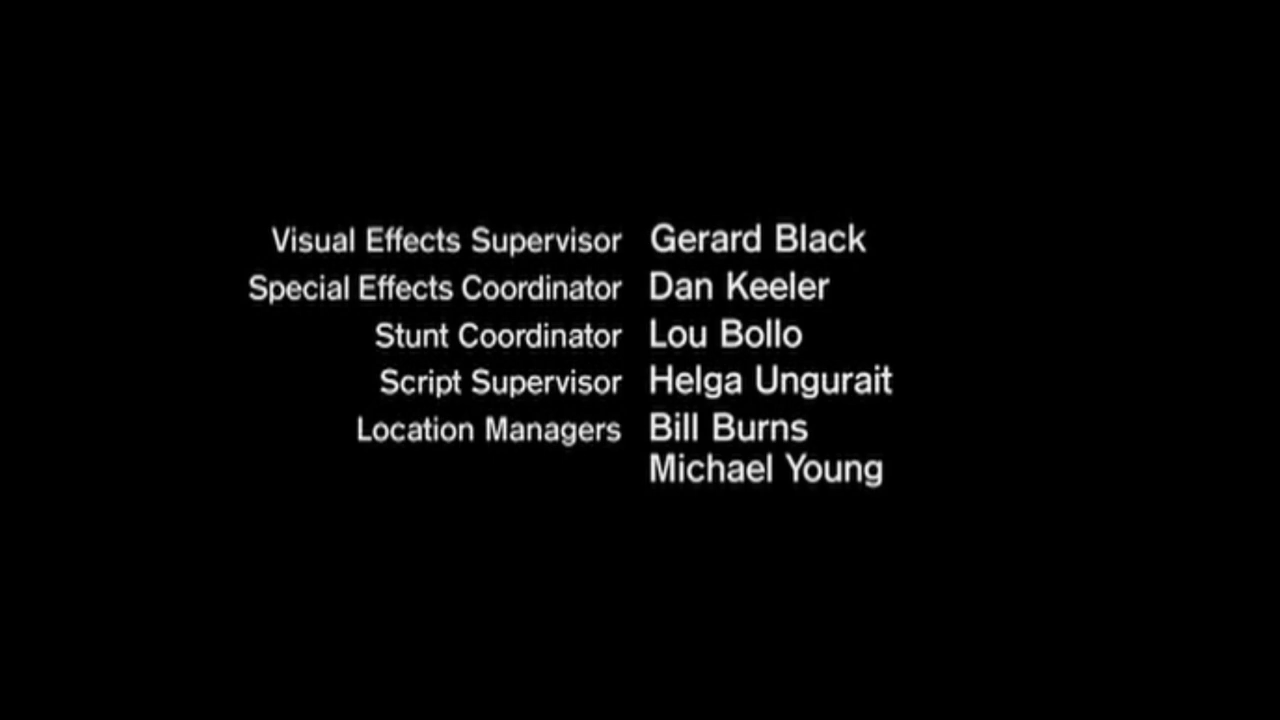 Visual Effects Supervisor Gerard Black
Special Effects Coordinator Dan Keeler
Stunt Coordinator Lou Bollo
Script Supervisor Helga Ungurait
Location Managers Bill Burns
Michael Young